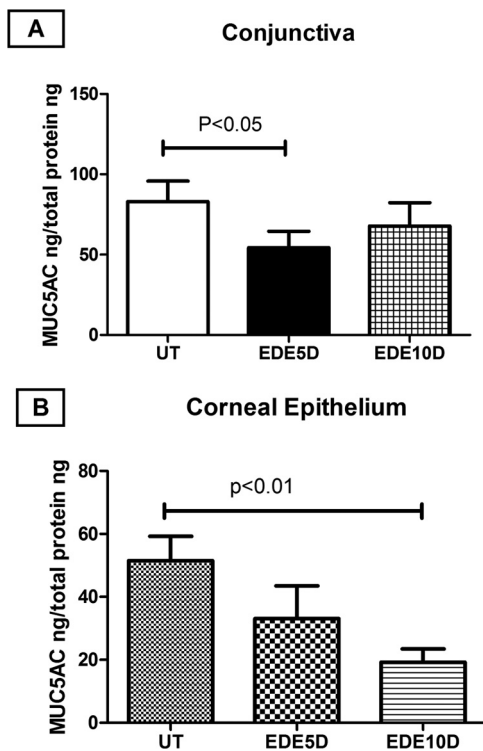 A
Conjunctiva
MUC5AC ng/total protein ng
150
100
50
0
P<0.05
UT EDE5D EDE10D
B
Corneal Epithelium
MUC5AC ng/total protein ng
80
60
40
20
0
p<0.01
UT EDE5D EDE10D